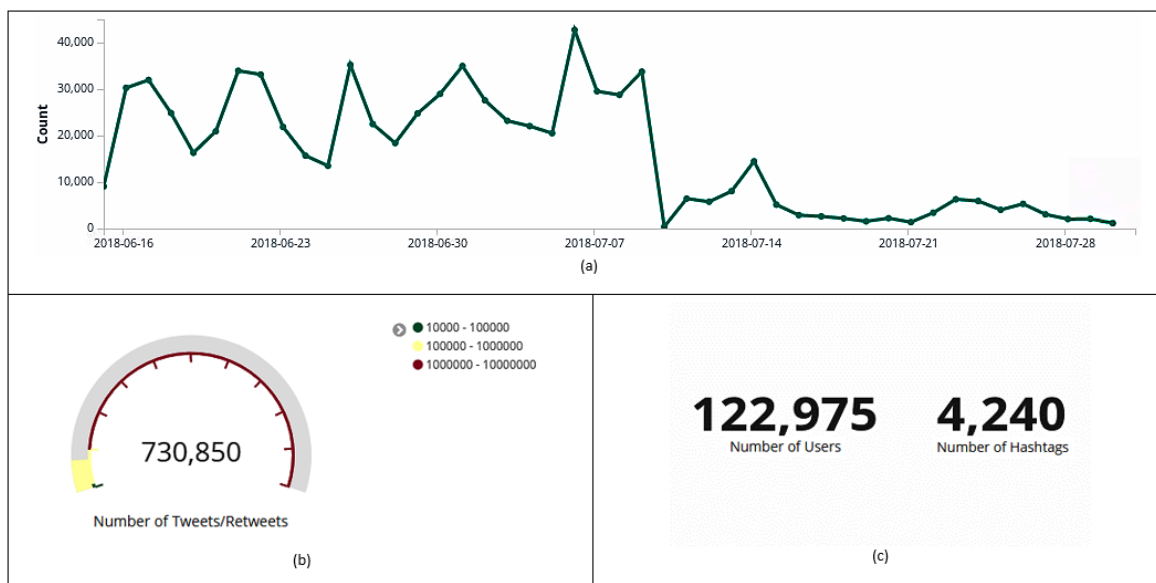 40,000
30,000
20,000
10,000
0
Count
2018-06-16 2018-06-23 2018-06-30 2018-07-07 2018-07-14 2018-07-21 2018-07-28
(a)
10000 - 100000
100000 - 1000000
1000000 - 10000000
730,850
Number of Tweets/Retweets
(b)
122,975 4,240
Number of Users Number of Hashtags
(c)